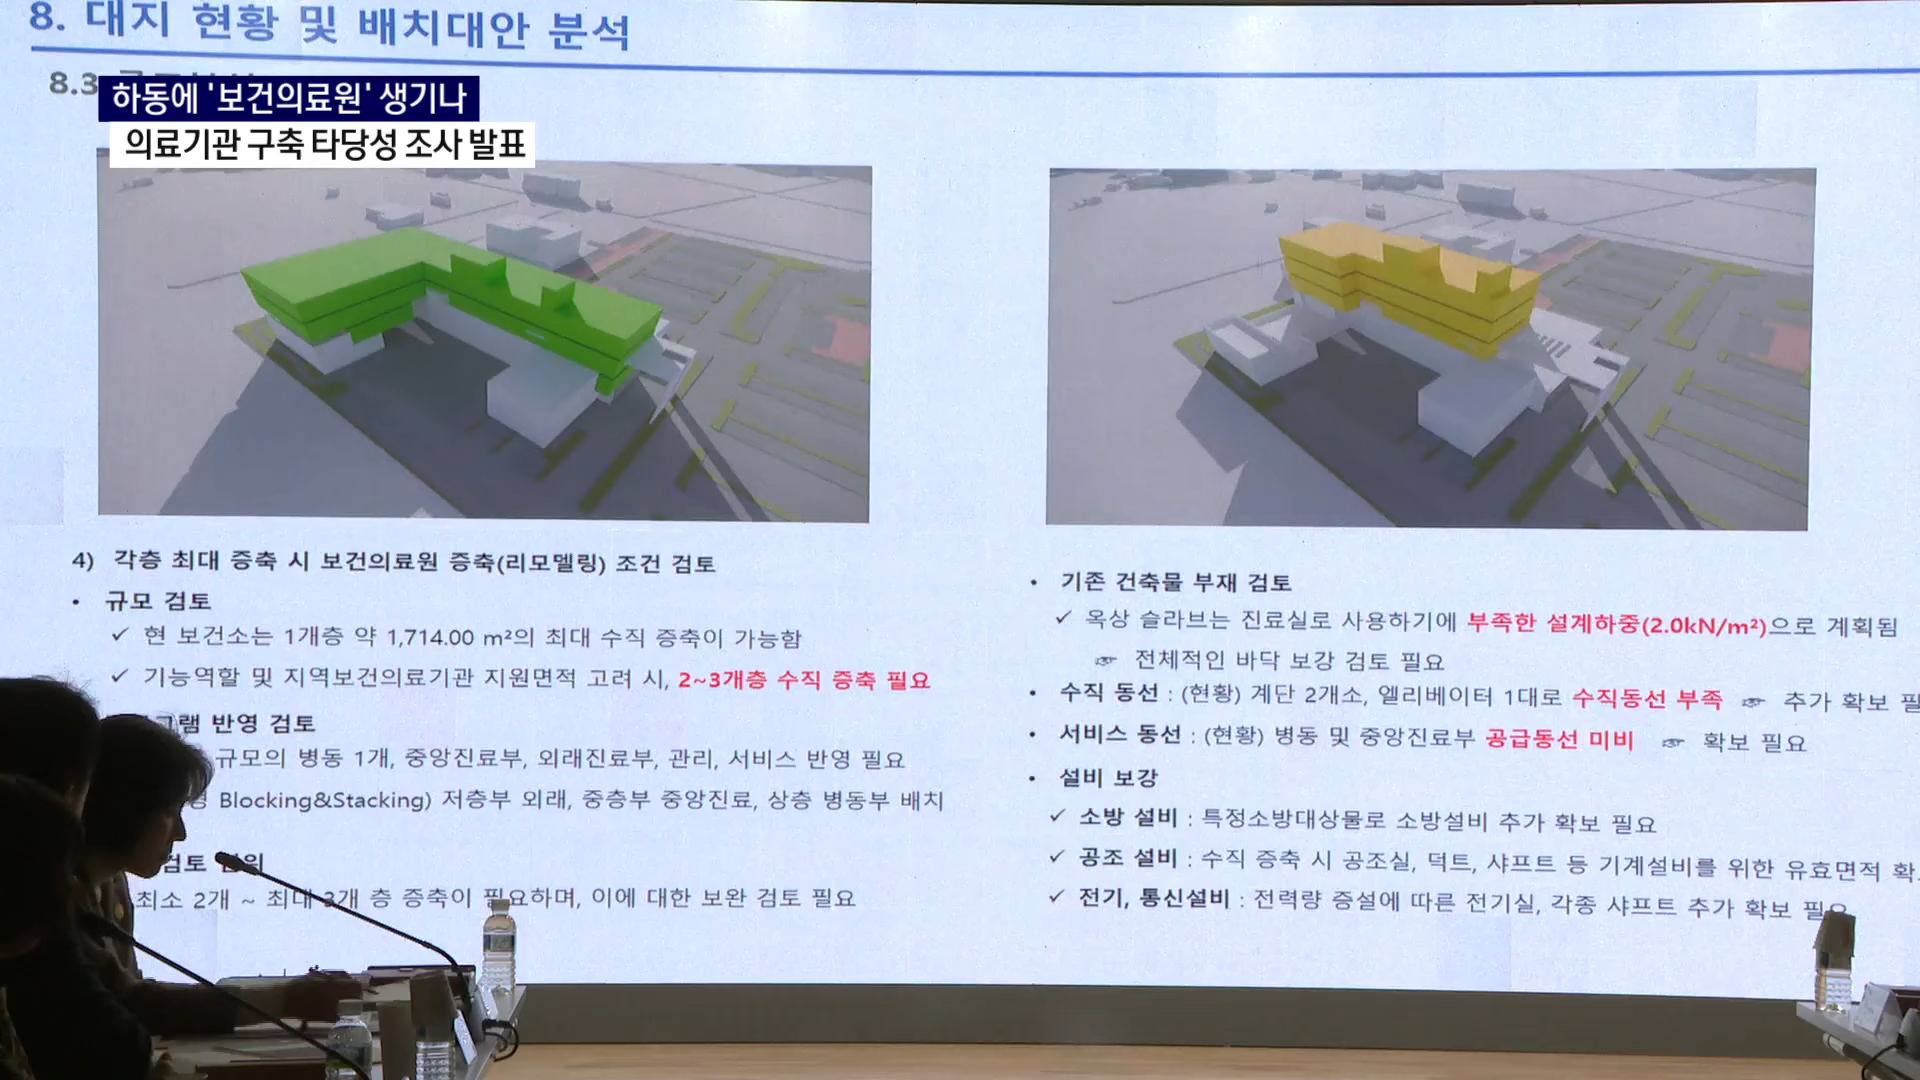 8. 대지 현황 및 배치대안 분석
8.3
하동에 '보건의료원' 생기나
의료기관 구축 타당성 조사 발표
4) 각층 최대 증축 시 보건의료원 증축(리모델링) 조건 검토
• 규모 검토
✓ 현 보건소는 1개층 약 1,714.00 m²의 최대 수직 증축이 가능함
✓ 기능역할 및 지역보건의료기관 지원면적 고려 시, 2~3개층 수직 증축 필요
그램 반영 검토
규모의 병동 1개, 중앙진료부, 외래진료부, 관리, 서비스 반영 필요
Blocking&Stacking) 저층부 외래, 중층부 중앙진료, 상층 병동부 배치
검토
최소 2개 ~ 최대 3개 층 증축이 필요하며, 이에 대한 보완 검토 필요
• 기존 건축물 부재 검토
✓ 옥상 슬라브는 진료실로 사용하기에 부족한 설계하중(2.0kN/m²)으로 계획됨
☞ 전체적인 바닥 보강 검토 필요
• 수직 동선 : (현황) 계단 2개소, 엘리베이터 1대로 수직동선 부족 ☞ 추가 확보 필
• 서비스 동선 : (현황) 병동 및 중앙진료부 공급동선 미비 ☞ 확보 필요
• 설비 보강
✓ 소방 설비 : 특정소방대상물로 소방설비 추가 확보 필요
✓ 공조 설비 : 수직 증축 시 공조실, 덕트, 샤프트 등 기계설비를 위한 유효면적 확
✓ 전기, 통신설비 : 전력량 증설에 따른 전기실, 각종 샤프트 추가 확보 필요